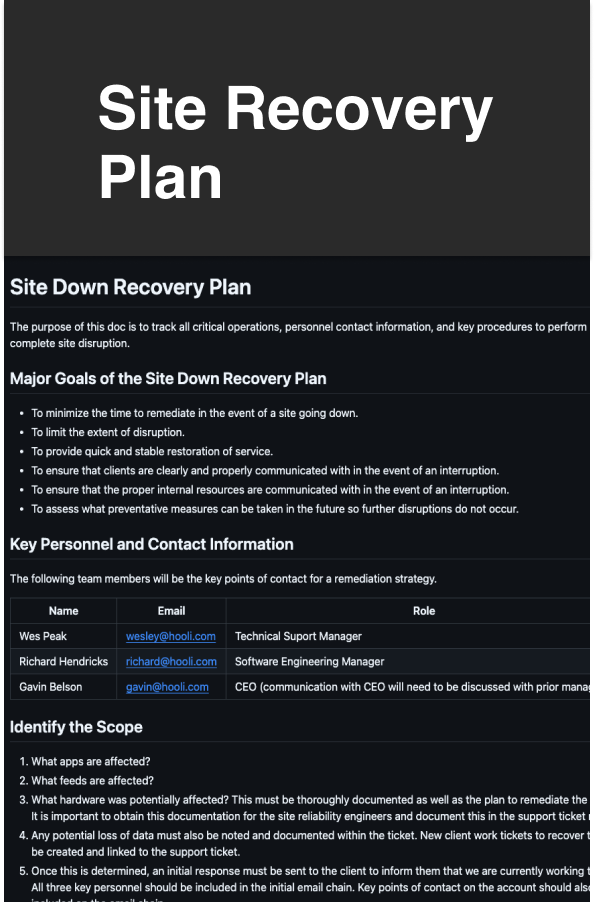 Site Recovery
Plan
Site Down Recovery Plan
The purpose of this doc is to track all critical operations, personnel contact information, and key procedures to perform
complete site disruption.
Major Goals of the Site Down Recovery Plan
• To minimize the time to remediate in the event of a site going down.
• To limit the extent of disruption.
• To provide quick and stable restoration of service.
• To ensure that clients are clearly and properly communicated with in the event of an interruption.
• To ensure that the proper internal resources are communicated with in the event of an interruption.
• To assess what preventative measures can be taken in the future so further disruptions do not occur.
Key Personnel and Contact Information
The following team members will be the key points of contact for a remediation strategy.
Name Email Role
Wes Peak wesley@hooli.com Technical Suport Manager
Richard Hendricks richard@hooli.com Software Engineering Manager
Gavin Belson gavin@hooli.com CEO (communication with CEO will need to be discussed with prior
Identify the Scope
1. What apps are affected?
2. What feeds are affected?
3. What hardware was potentially affected? This must be thoroughly documented as well as the plan to remediate the
It is important to obtain this documentation for the site reliability engineers and document this in the support ticket
4. Any potential loss of data must also be noted and documented within the ticket. New client work tickets to recover
be created and linked to the support ticket.
5. Once this is determined, an initial response must be sent to the client to inform them that we are currently working
All three key personnel should be included in the initial email chain. Key points of contact on the account should
included on the email chain